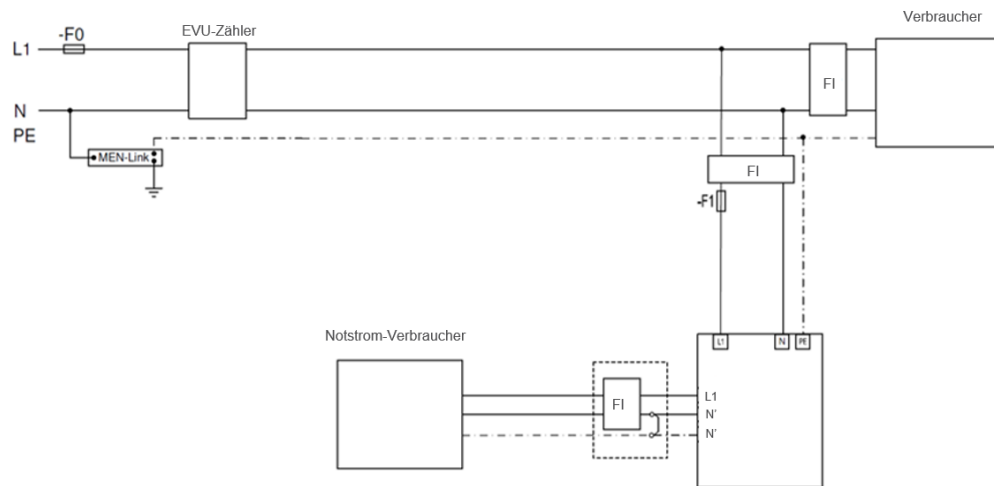 Verbraucher
-F0
EVU-Zähler
L1
FI
N
PE
MEN-Link
FI
-F1
Notstrom-Verbraucher
L1
N
PE
FI
L1
N'
N'